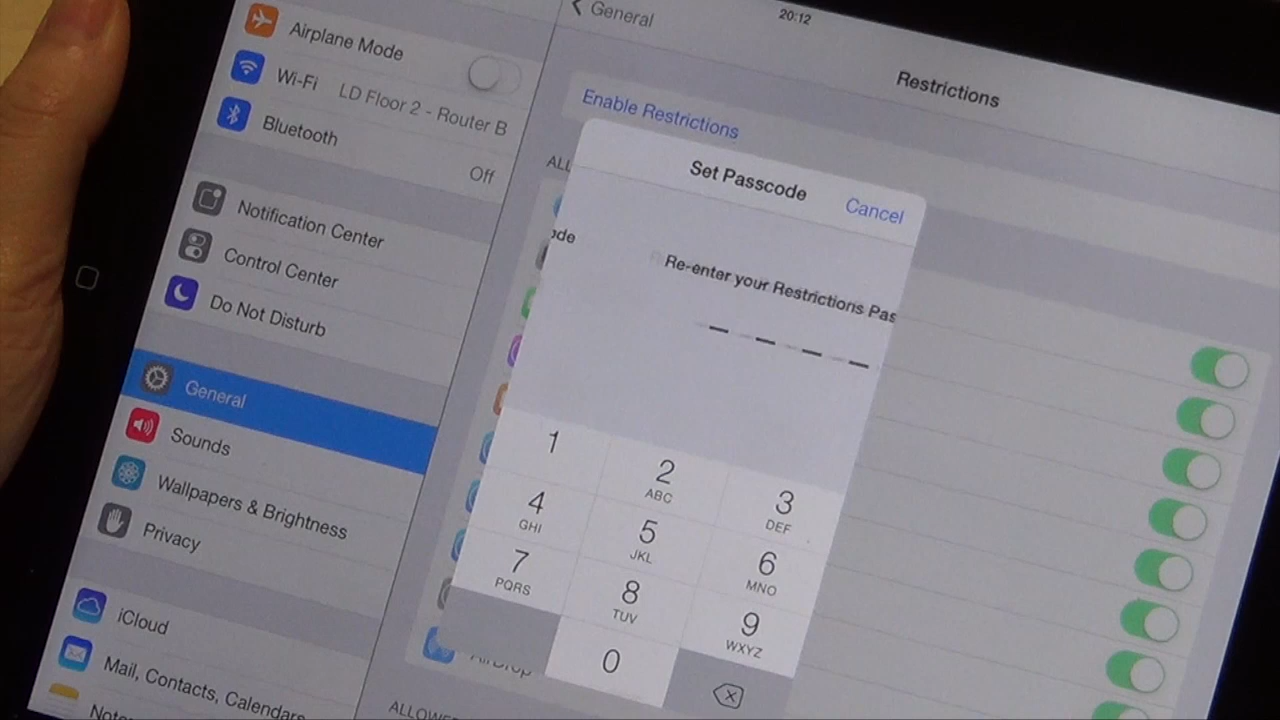 Airplane Mode
Wi-Fi LD Floor 2 - Router B
Bluetooth Off
Notification Center
Control Center
Do Not Disturb
General
Sounds
Wallpapers & Brightness
Privacy
iCloud
Mail, Contacts, Calendars
General
20:12
Restrictions
Enable Restrictions
Set Passcode
Cancel
Re-enter your Restrictions Pas
1
2
ABC
3
DEF
4
GHI
5
JKL
6
MNO
7
PQRS
8
TUV
9
WXYZ
0
AirDrop